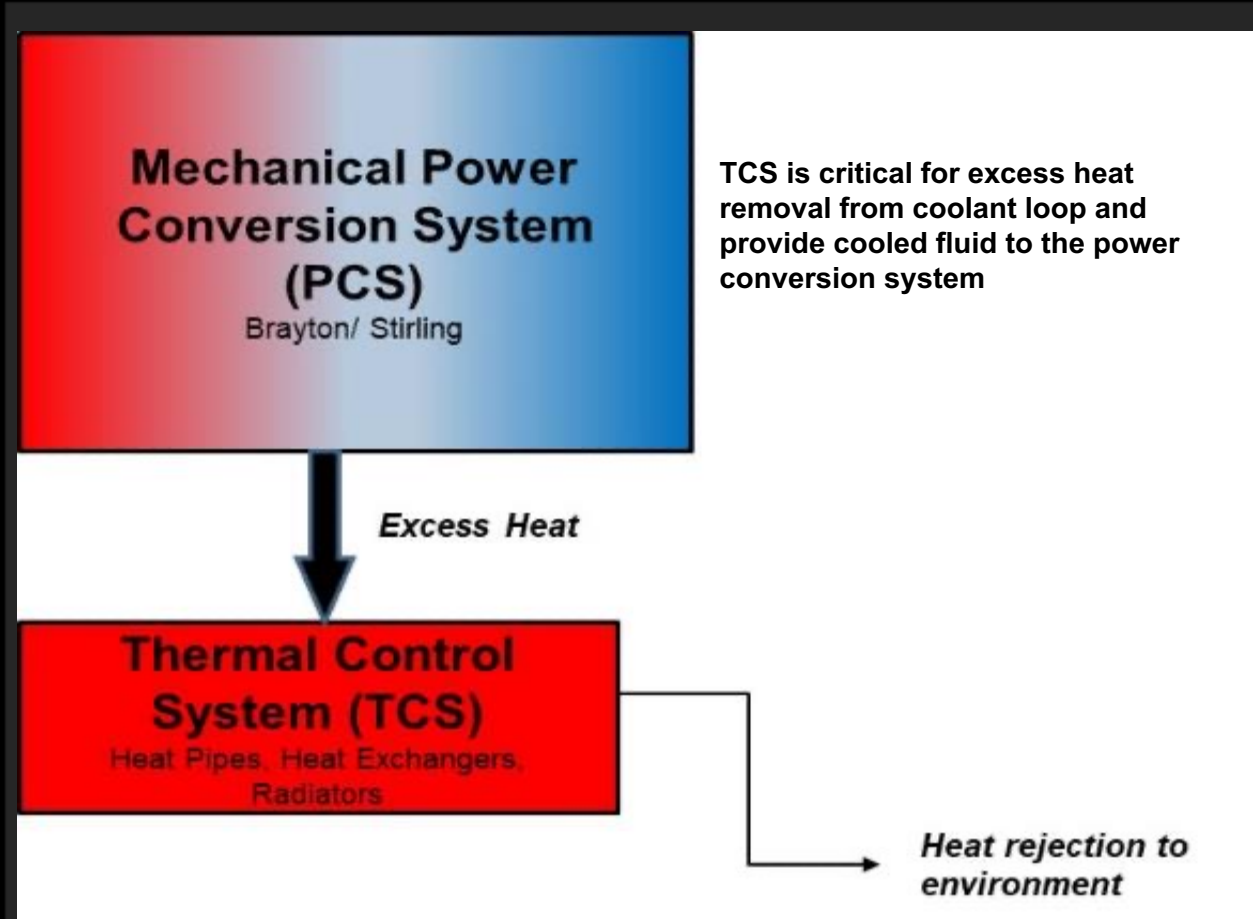 Mechanical Power
Conversion System
(PCS)
Brayton/ Stirling
TCS is critical for excess heat
removal from coolant loop and
provide cooled fluid to the power
conversion system
Excess Heat
Thermal Control
System (TCS)
Heat Pipes, Heat Exchangers,
Radiators
Heat rejection to
environment